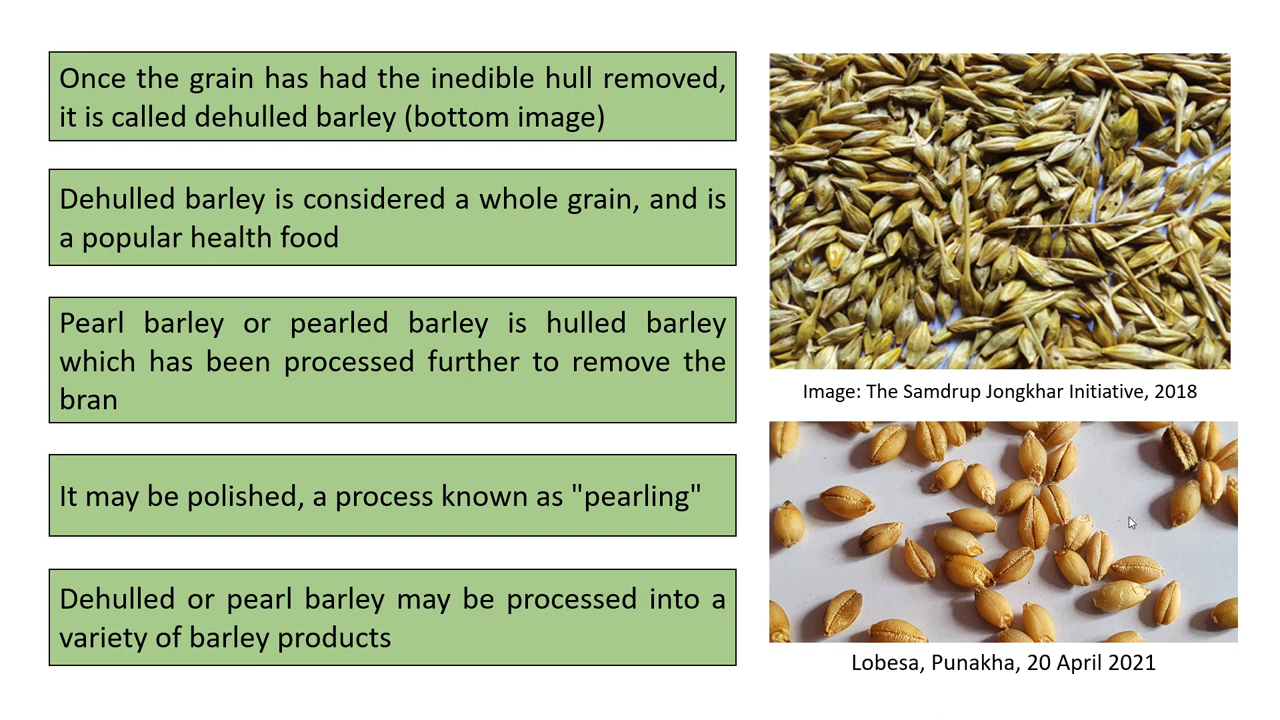 Once the grain has had the inedible hull removed,
it is called dehulled barley (bottom image)
Dehulled barley is considered a whole grain, and is
a popular health food
Pearl barley or pearled barley is hulled barley
which has been processed further to remove the
bran
It may be polished, a process known as "pearling"
Dehulled or pearl barley may be processed into a
variety of barley products
Image: The Samdrup Jongkhar Initiative, 2018
Lobesa, Punakha, 20 April 2021